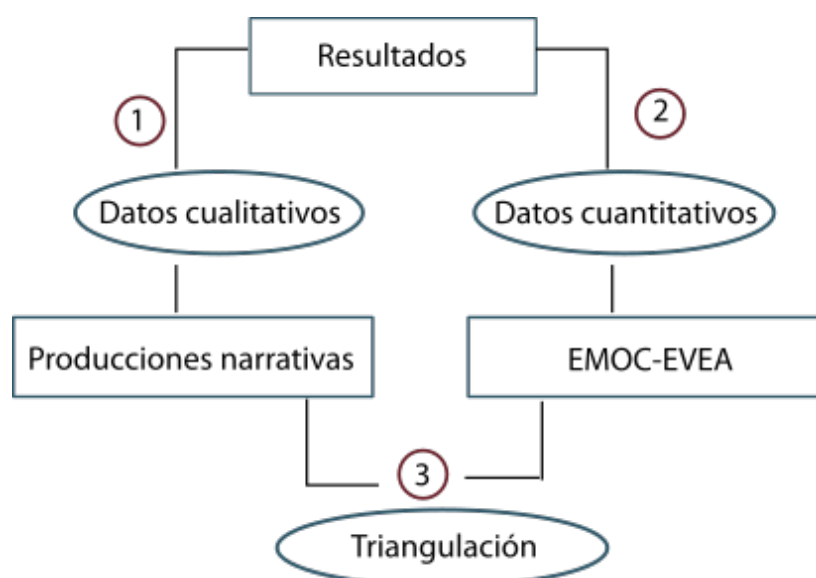 Resultados
1
2
Datos cualitativos
Datos cuantitativos
Producciones narrativas
EMOC-EVEA
3
Triangulación